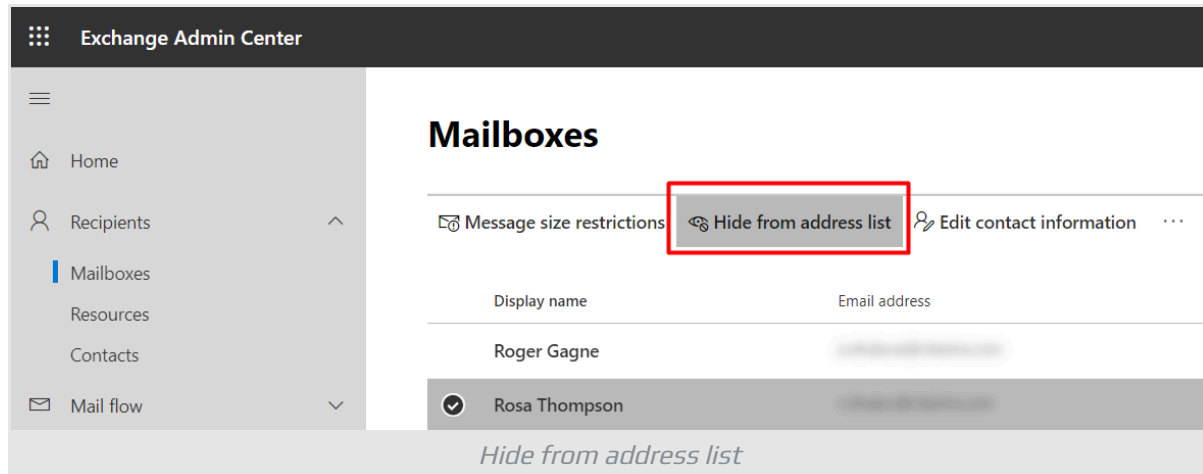 Exchange Admin Center
Home
Recipients
Mailboxes
Resources
Contacts
Mail flow
Mailboxes
Message size restrictions Hide from address list Edit contact information ...
Display name Email address
Roger Gagne
Rosa Thompson
Hide from address list